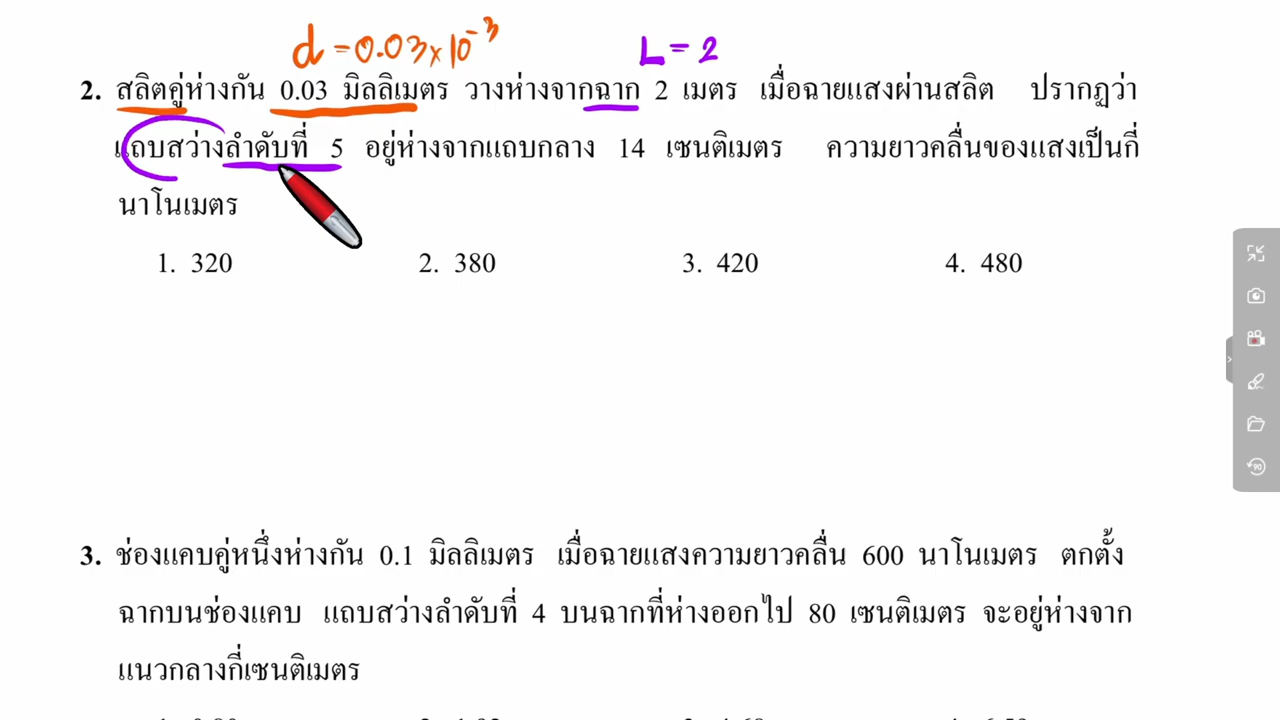 d = 0.03 × 10⁻³ L = 2
2. สลิตคู่ห่างกัน 0.03 มิลลิเมตร วางห่างจากฉาก 2 เมตร เมื่อฉายแสงผ่านสลิต ปรากฏว่า
แถบสว่างลำดับที่ 5 อยู่ห่างจากแถบกลาง 14 เซนติเมตร ความยาวคลื่นของแสงเป็นกี่
นาโนเมตร
1. 320 2. 380 3. 420 4. 480
3. ช่องแคบคู่หนึ่งห่างกัน 0.1 มิลลิเมตร เมื่อฉายแสงความยาวคลื่น 600 นาโนเมตร ตกตั้ง
ฉากบนช่องแคบ แถบสว่างลำดับที่ 4 บนฉากที่ห่างออกไป 80 เซนติเมตร จะอยู่ห่างจาก
แนวกลางกี่เซนติเมตร